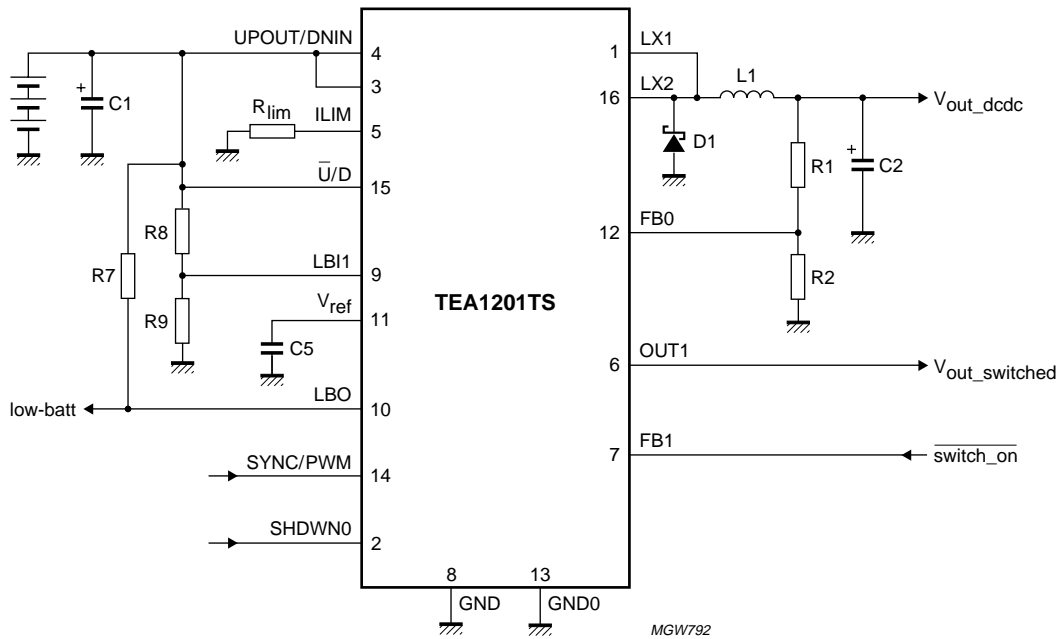 UPOUT/DNIN
4
3
C1
+
R_lim
ILIM
5
U̅/D
15
R8
R7
LBI1
9
R9
V_ref
11
C5
LBO
10
low-batt
SYNC/PWM
14
SHDWN0
2
TEA1201TS
8
GND
13
GND0
1
LX1
16
LX2
L1
V_out_dcdc
D1
R1
+
C2
12
FB0
R2
6
OUT1
V_out_switched
7
FB1
s̅w̅i̅t̅c̅h̅_̅o̅n̅
MGW792